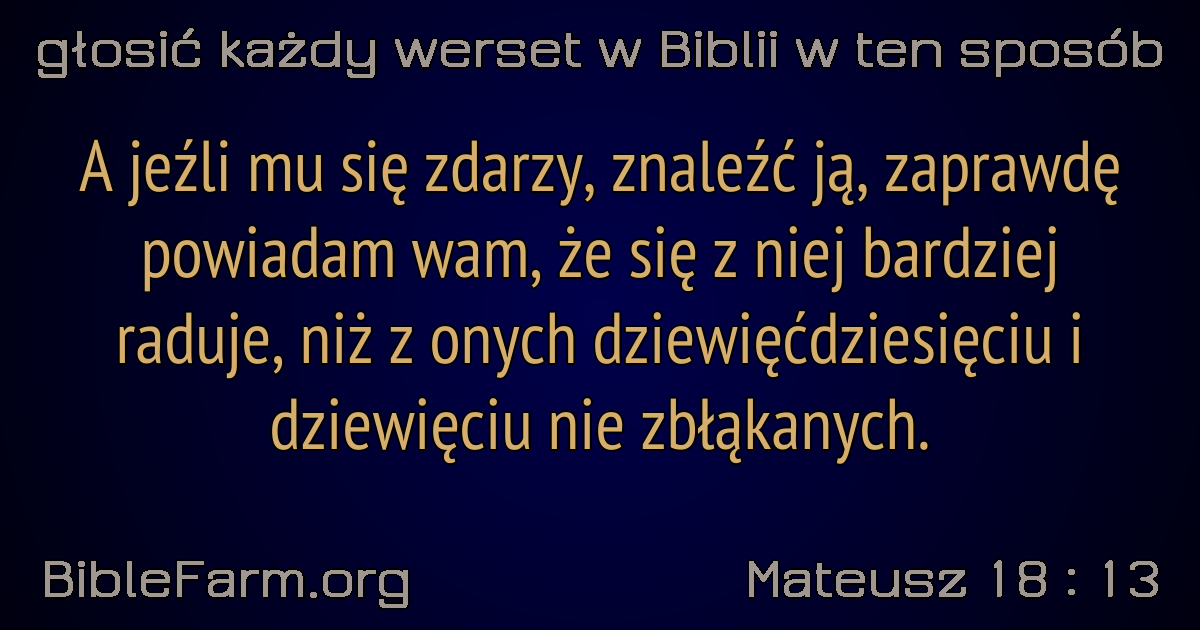 głosić każdy werset w Biblii w ten sposób
A jeźli mu się zdarzy, znaleźć ją, zaprawdę
powiadam wam, że się z niej bardziej
raduje, niż z onych dziewięćdziesięciu i
dziewięciu nie zbłąkanych.
BibleFarm.org
Mateusz 18 : 13